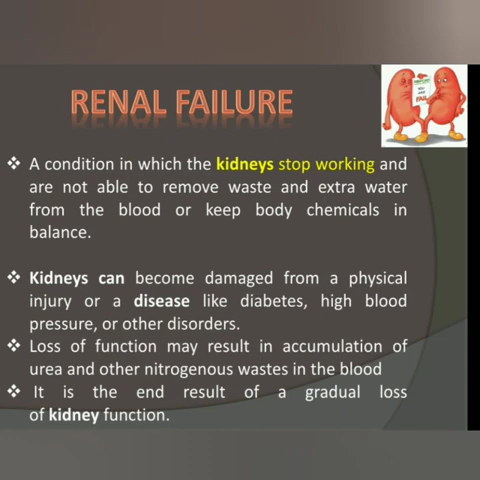 RENAL FAILURE
❖ A condition in which the kidneys stop working and
are not able to remove waste and extra water
from the blood or keep body chemicals in
balance.
❖ Kidneys can become damaged from a physical
injury or a disease like diabetes, high blood
pressure, or other disorders.
❖ Loss of function may result in accumulation of
urea and other nitrogenous wastes in the blood
❖ It is the end result of a gradual loss
of kidney function.